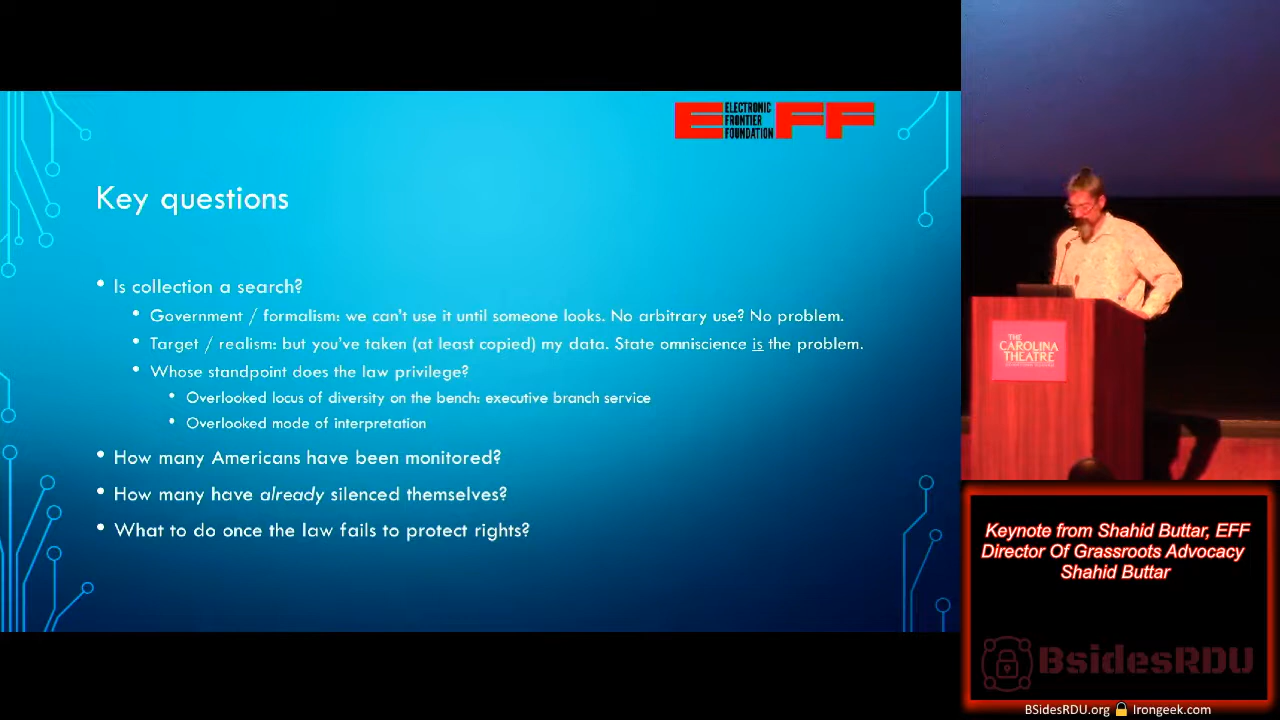 ELECTRONIC
FRONTIER
FOUNDATION
EFF
Key questions
• Is collection a search?
• Government / formalism: we can't use it until someone looks. No arbitrary use? No problem.
• Target / realism: but you've taken (at least copied) my data. State omniscience is the problem.
• Whose standpoint does the law privilege?
• Overlooked locus of diversity on the bench: executive branch service
• Overlooked mode of interpretation
• How many Americans have been monitored?
• How many have already silenced themselves?
• What to do once the law fails to protect rights?
THE
CAROLINA
THEATRE
Keynote from Shahid Buttar, EFF
Director Of Grassroots Advocacy
Shahid Buttar
BsidesRDU
BSidesRDU.org Irongeek.com